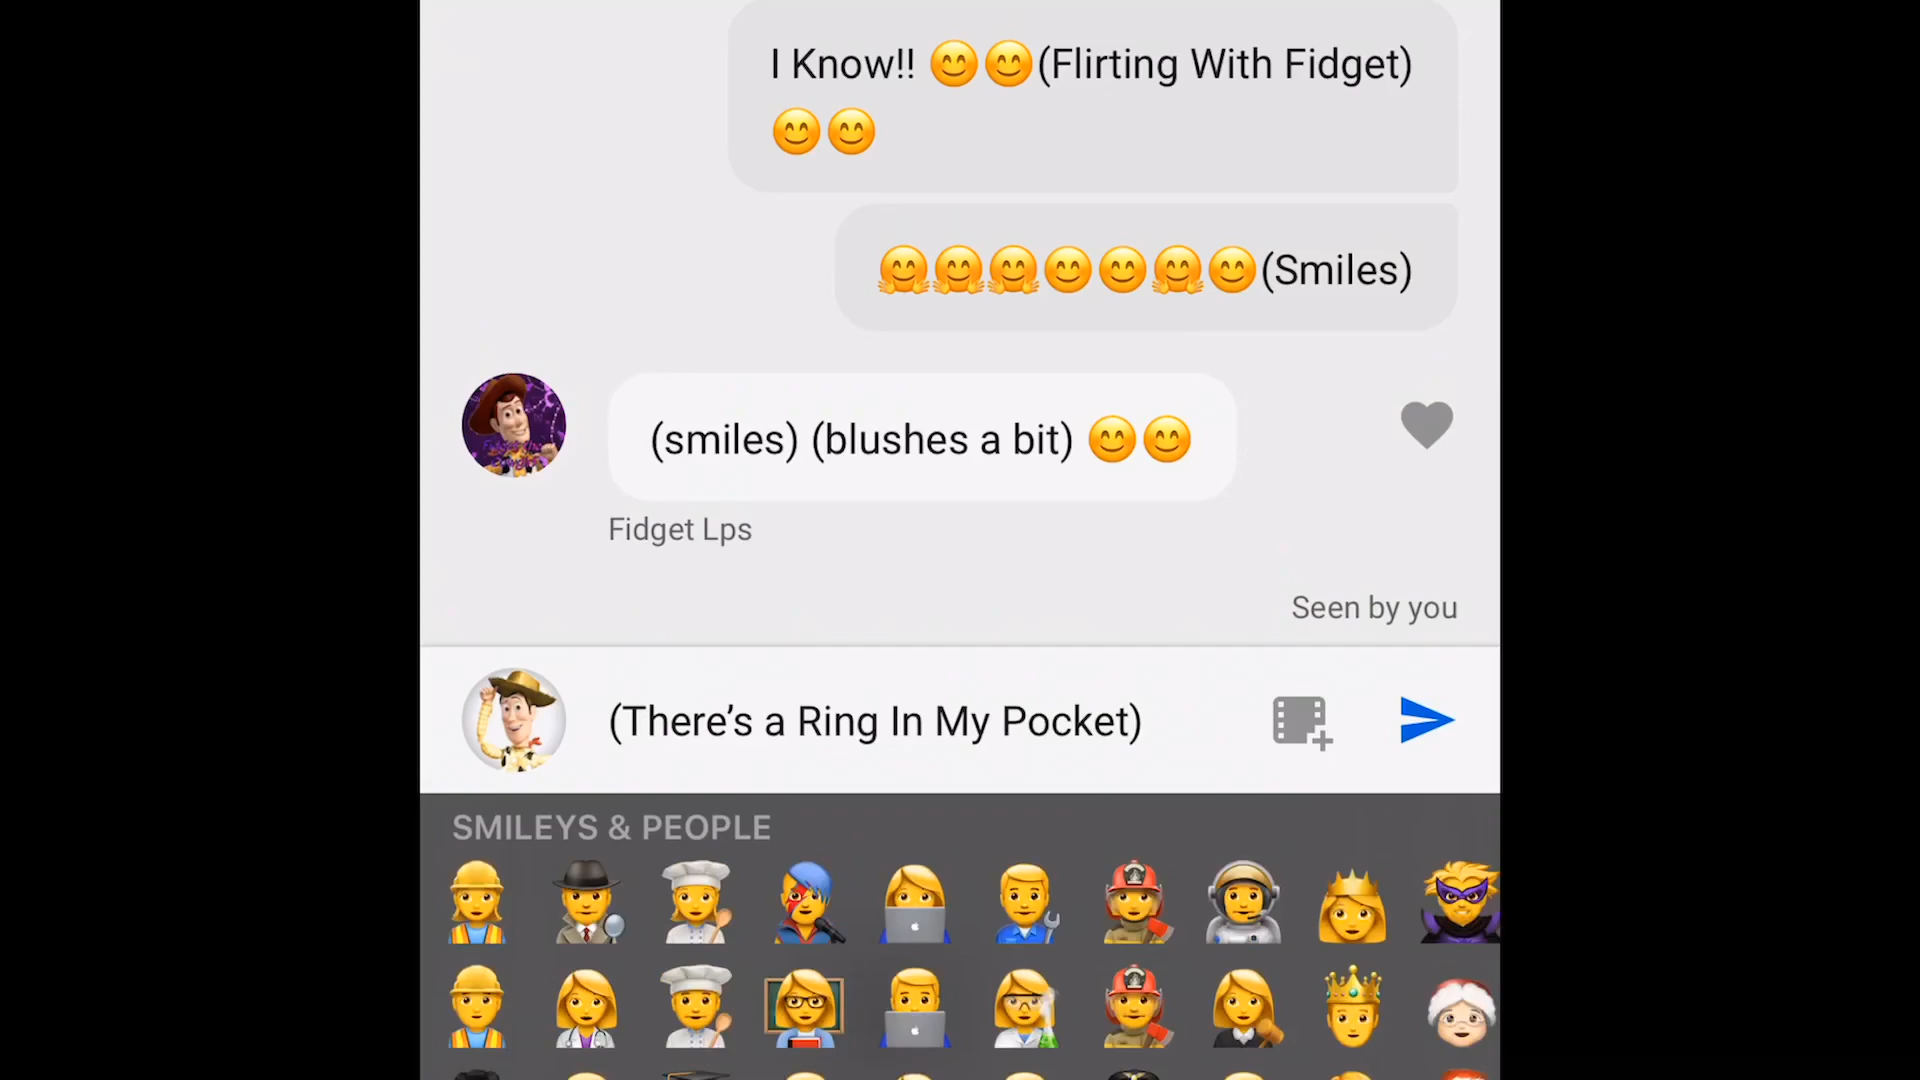 I Know!! 😊😊(Flirting With Fidget)
😊😊
🤗🤗🤗😊😊🤗😊(Smiles)
(smiles) (blushes a bit) 😊😊
Fidget Lps
Seen by you
(There's a Ring In My Pocket)
SMILEYS & PEOPLE